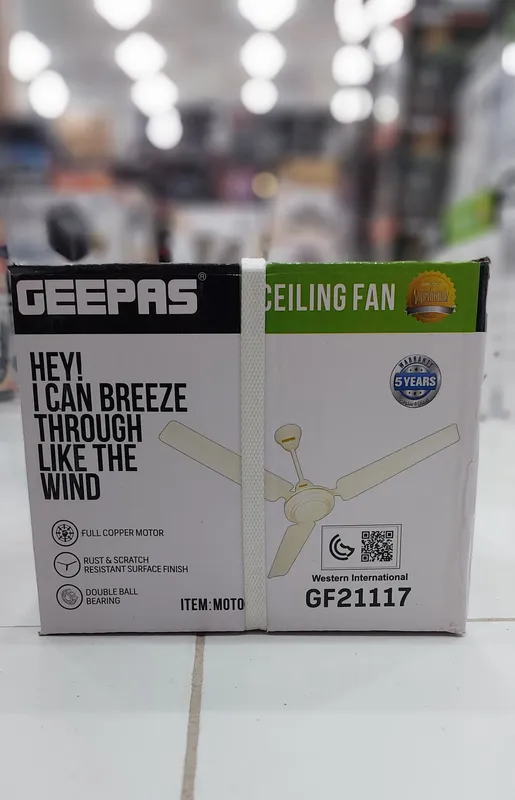 GEEPAS®
CEILING FAN
HEY!
I CAN BREEZE
THROUGH
LIKE THE
WIND
WARRANTY
5 YEARS
FULL COPPER MOTOR
RUST & SCRATCH
RESISTANT SURFACE FINISH
DOUBLE BALL
BEARING
ITEM: MOTO
Western International
GF21117